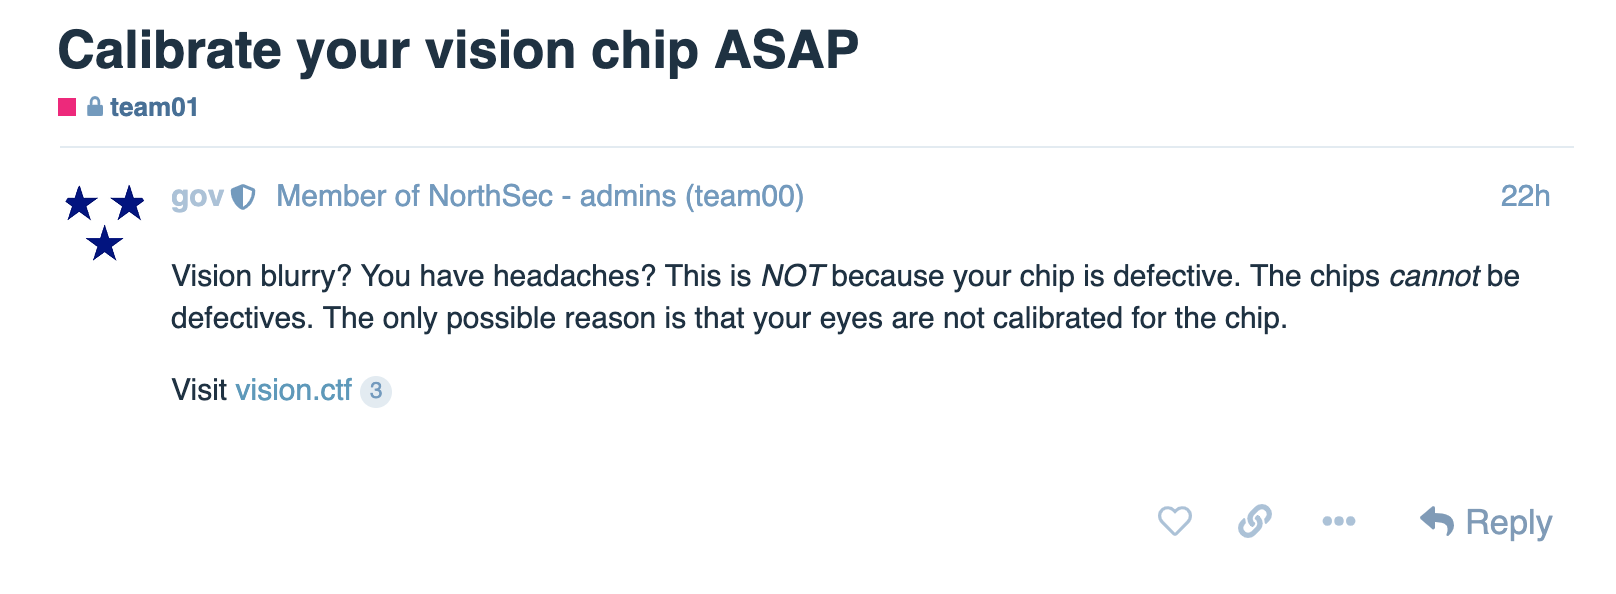 Calibrate your vision chip ASAP
team01
gov Member of NorthSec - admins (team00) 22h
Vision blurry? You have headaches? This is NOT because your chip is defective. The chips cannot be
defectives. The only possible reason is that your eyes are not calibrated for the chip.
Visit vision.ctf 3
Reply